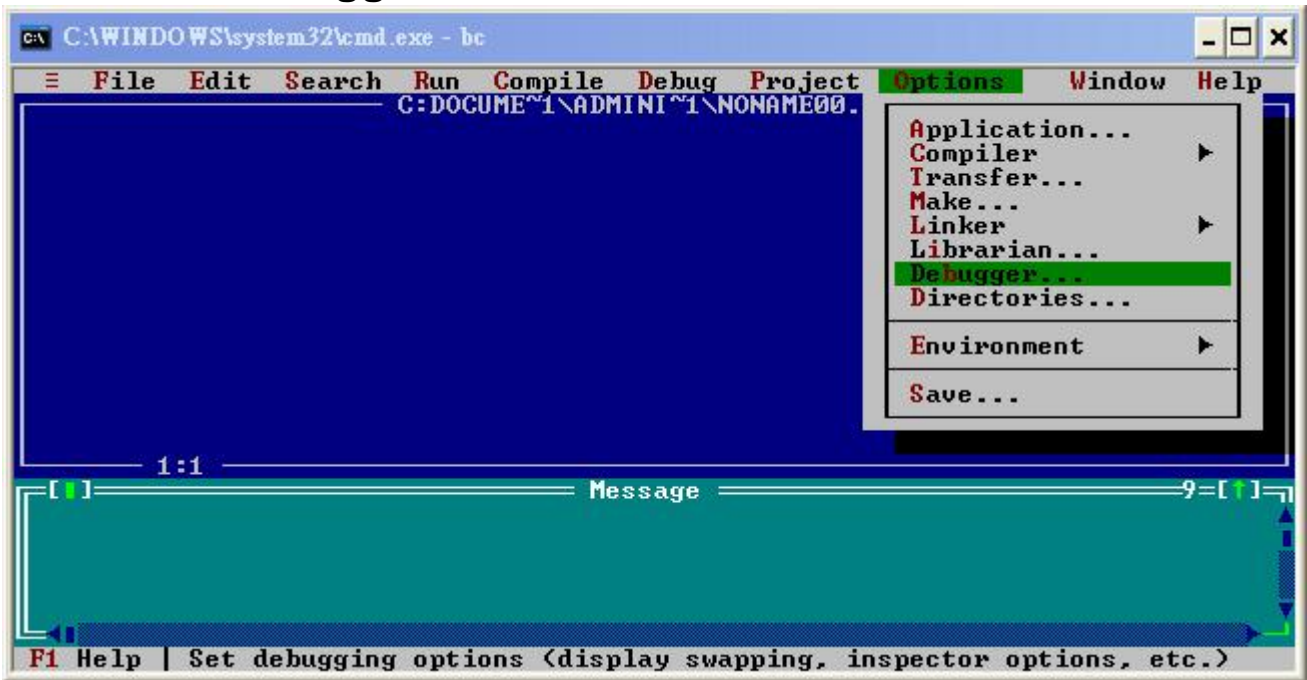 C:\WINDOWS\system32\cmd.exe - bc
≡ File Edit Search Run Compile Debug Project Options Window Help
C:DOCUME~1\ADMINI~1\NONAME00.
Application...
Compiler
Transfer...
Make...
Linker
Librarian...
Debugger...
Directories...
Environment
Save...
1:1
[ ] Message 9=[↑]
F1 Help | Set debugging options (display swapping, inspector options, etc.)